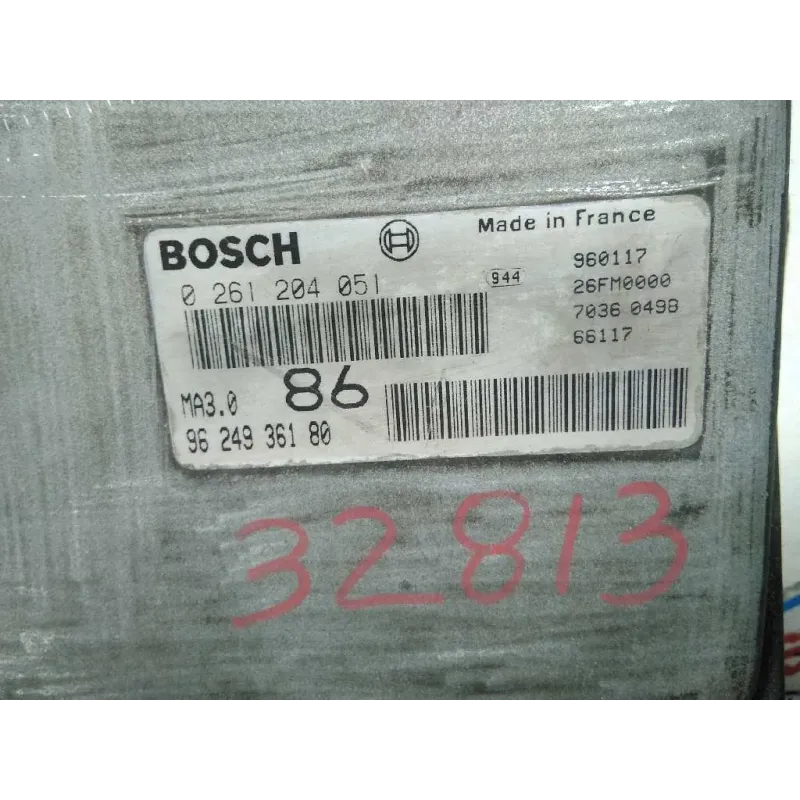 BOSCH
Made in France
0 261 204 051
944
960117
26FM0000
7036 049B
66117
MA3.0
86
96 249 361 80
32813